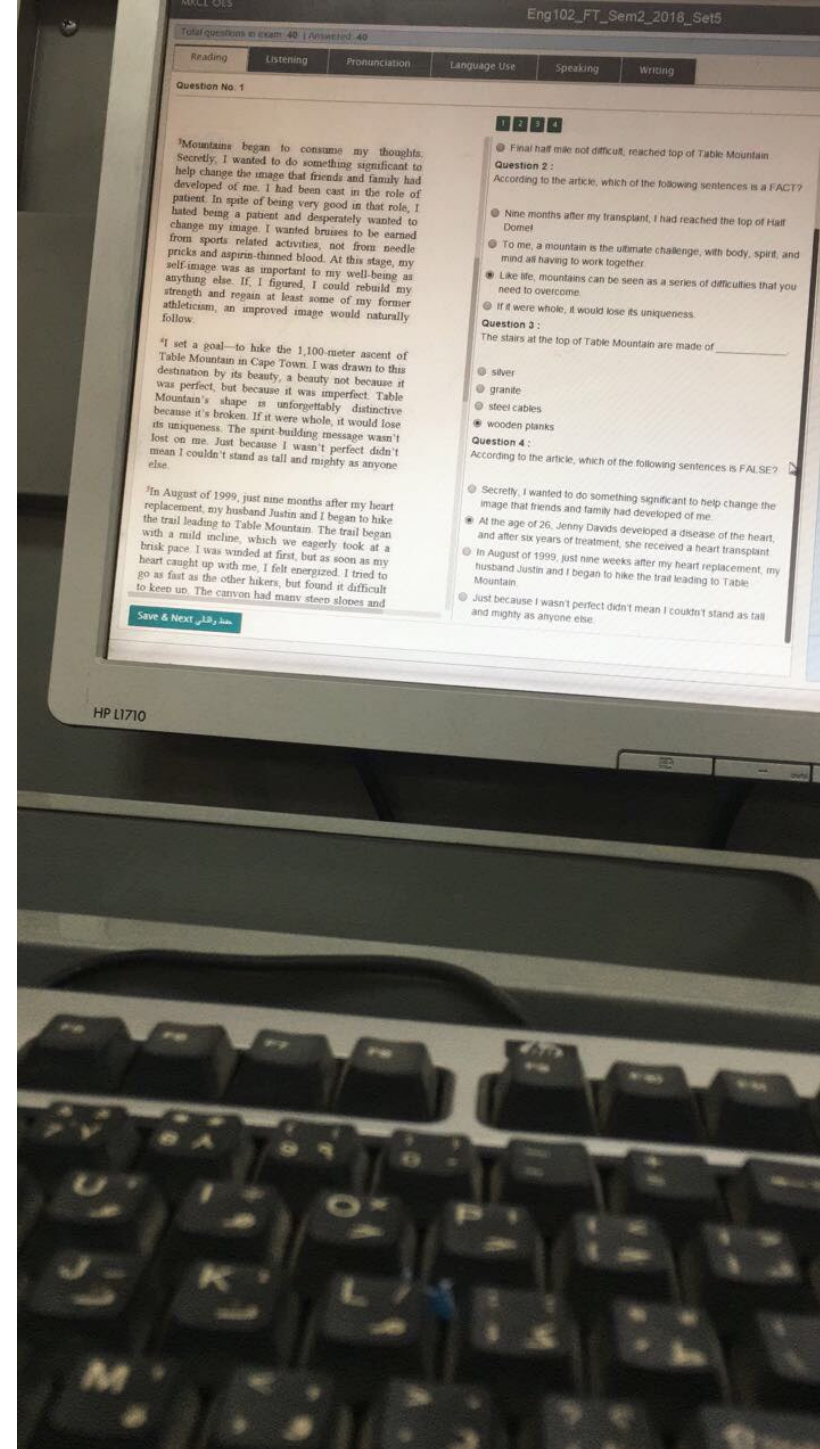 MKCL OES
Eng102_FT_Sem2_2018_Set5
Total questions in exam: 40 | Answered: 40
Reading
Listening
Pronunciation
Language Use
Speaking
Writing
Question No. 1
³Mountains began to consume my thoughts.
Secretly, I wanted to do something significant to
help change the image that friends and family had
developed of me. I had been cast in the role of
patient. In spite of being very good in that role, I
hated being a patient and desperately wanted to
change my image. I wanted bruises to be earned
from sports related activities, not from needle
pricks and aspirin-thinned blood. At this stage, my
self-image was as important to my well-being as
anything else. If, I figured, I could rebuild my
strength and regain at least some of my former
athleticism, an improved image would naturally
follow.
⁴I set a goal—to hike the 1,100-meter ascent of
Table Mountain in Cape Town. I was drawn to this
destination by its beauty, a beauty not because it
was perfect, but because it was imperfect. Table
Mountain's shape is unforgettably distinctive
because it's broken. If it were whole, it would lose
its uniqueness. The spirit-building message wasn't
lost on me. Just because I wasn't perfect didn't
mean I couldn't stand as tall and mighty as anyone
else.
⁵In August of 1999, just nine months after my heart
replacement, my husband Justin and I began to hike
the trail leading to Table Mountain. The trail began
with a mild incline, which we eagerly took at a
brisk pace. I was winded at first, but as soon as my
heart caught up with me, I felt energized. I tried to
go as fast as the other hikers, but found it difficult
to keep up. The canyon had many steep slopes and
Save & Next حفظ والتالي
1 2 3 4
Final half mile not difficult, reached top of Table Mountain
Question 2 :
According to the article, which of the following sentences is a FACT?
Nine months after my transplant, I had reached the top of Half
Dome!
To me, a mountain is the ultimate challenge, with body, spirit, and
mind all having to work together.
Like life, mountains can be seen as a series of difficulties that you
need to overcome.
If it were whole, it would lose its uniqueness.
Question 3 :
The stairs at the top of Table Mountain are made of ____________.
silver
granite
steel cables
wooden planks
Question 4 :
According to the article, which of the following sentences is FALSE?
Secretly, I wanted to do something significant to help change the
image that friends and family had developed of me.
At the age of 26, Jenny Davids developed a disease of the heart,
and after six years of treatment, she received a heart transplant.
In August of 1999, just nine weeks after my heart replacement, my
husband Justin and I began to hike the trail leading to Table
Mountain.
Just because I wasn't perfect didn't mean I couldn't stand as tall
and mighty as anyone else.
HP L1710
auto
F7
U
I
O
P
J
K
L
M